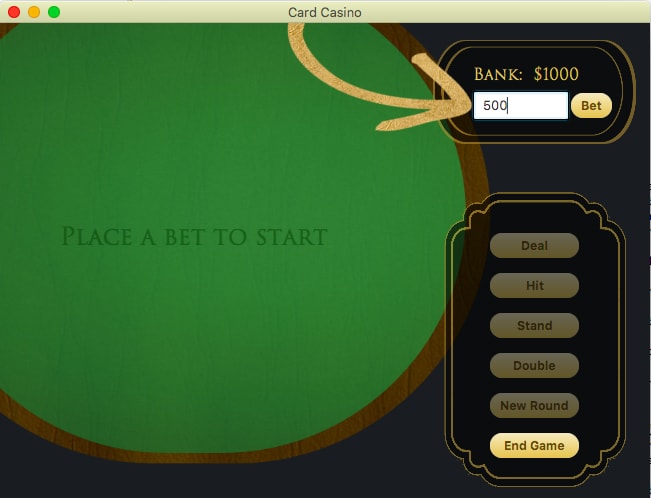 Card Casino
Bank: $1000
500
Bet
Place a bet to start
Deal
Hit
Stand
Double
New Round
End Game